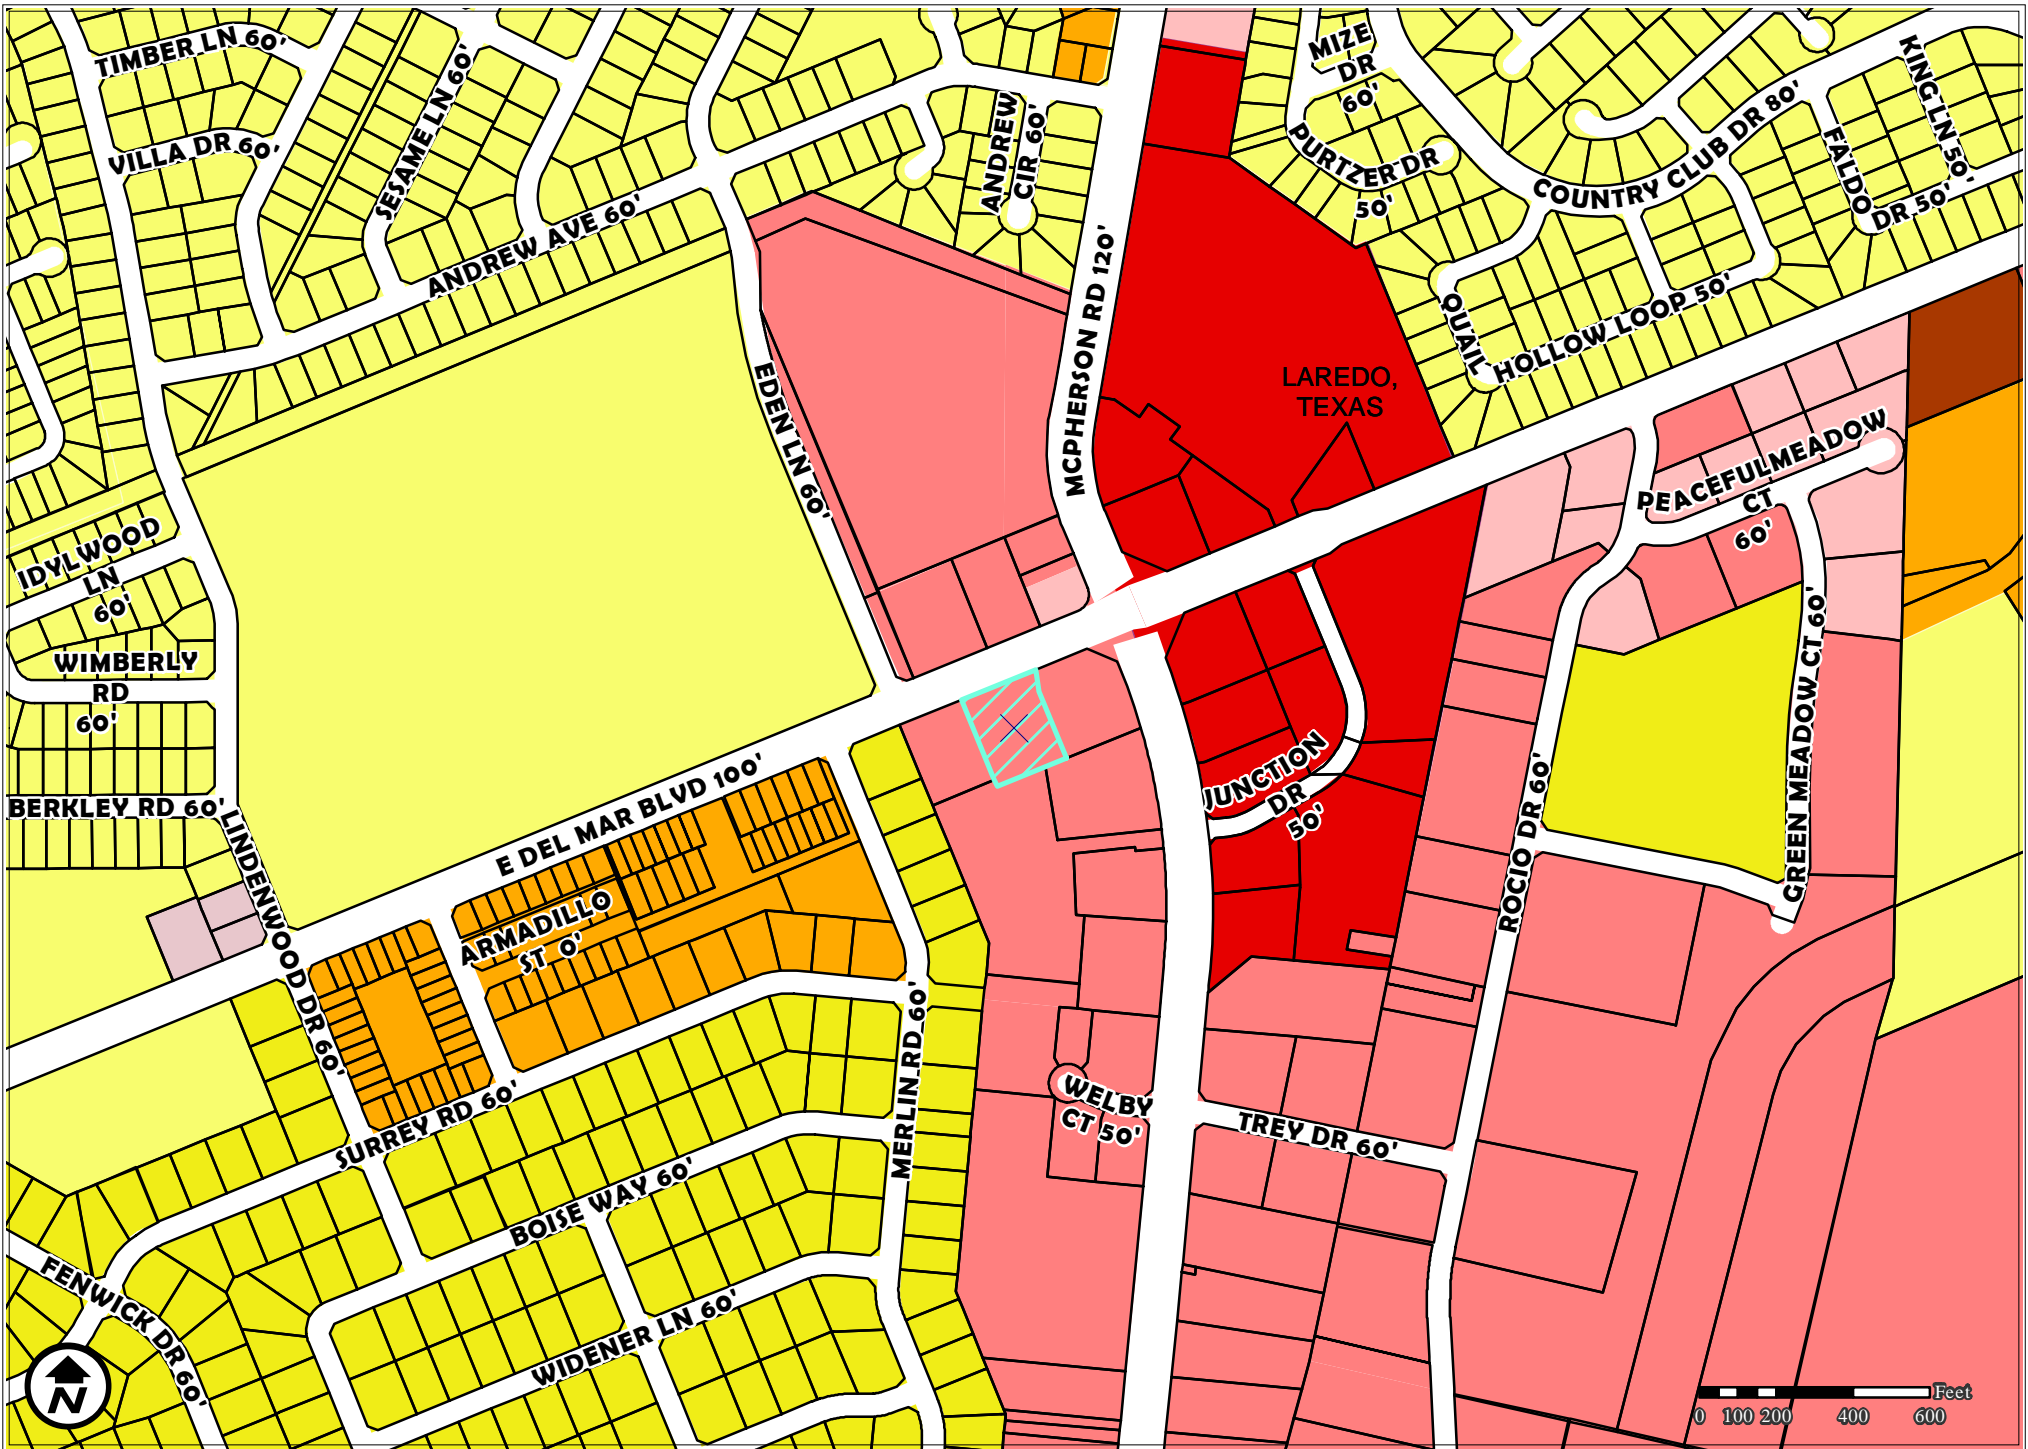 TIMBER LN 60'
VILLA DR 60'
SESAME LN 60'
ANDREW AVE 60'
ANDREW
CIR 60'
MCPHERSON RD 120'
MIZE
DR
60'
PURTZER DR
50'
COUNTRY CLUB DR 80'
KING LN 50'
FALDO
DR 50'
QUAIL
HOLLOW LOOP 50'
LAREDO,
TEXAS
EDEN LN 60'
PEACEFULMEADOW
CT
60'
IDYLWOOD
LN
60'
WIMBERLY
RD
60'
BERKLEY RD 60'
LINDENWOOD DR 60'
E DEL MAR BLVD 100'
ARMADILLO
ST 0'
JUNCTION
DR
50'
ROCIO DR 60'
GREEN MEADOW CT 60'
SURREY RD 60'
MERLIN RD 60'
WELBY
CT 50'
TREY DR 60'
BOISE WAY 60'
WIDENER LN 60'
FENWICK DR 60'
N
Feet
0 100 200 400 600